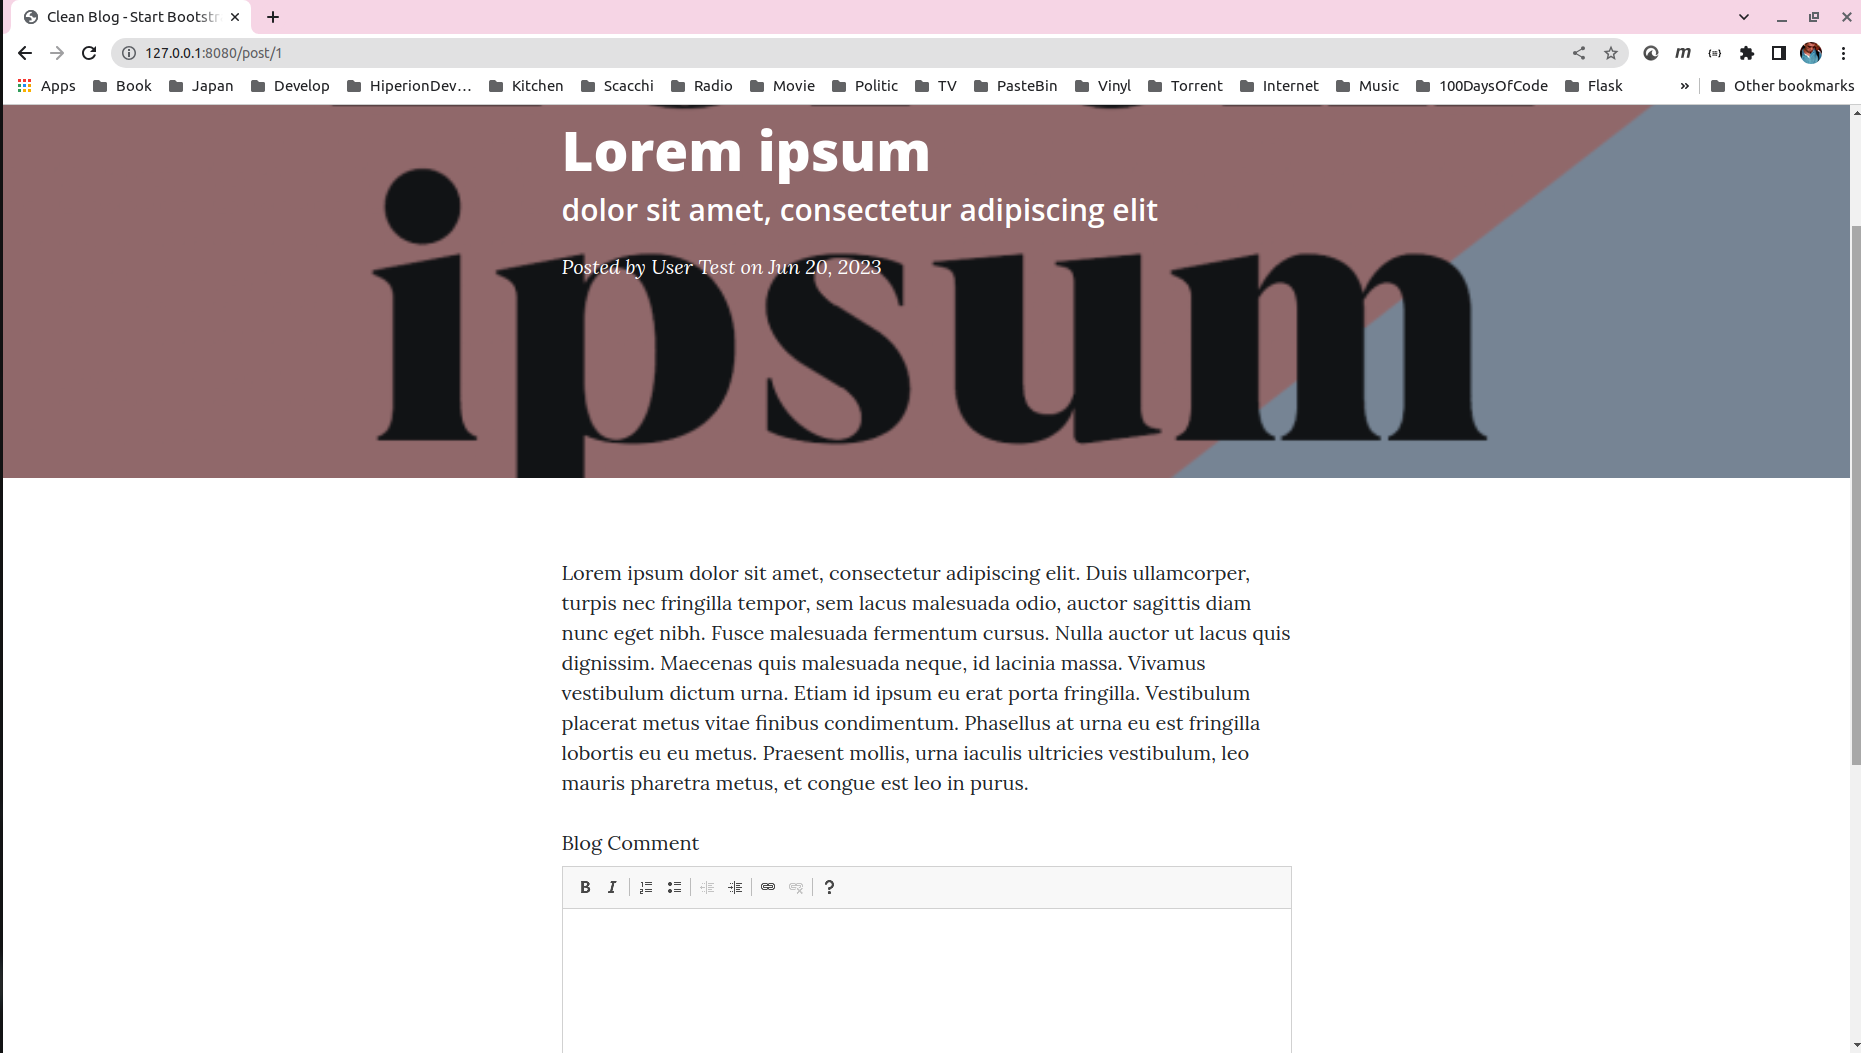 Clean Blog - Start Bootstr
127.0.0.1:8080/post/1
m
Apps Book Japan Develop HiperionDev... Kitchen Scacchi Radio Movie Politic TV PasteBin Vinyl Torrent Internet Music 100DaysOfCode Flask » Other bookmarks
Lorem ipsum
dolor sit amet, consectetur adipiscing elit
Posted by User Test on Jun 20, 2023
ipsum
Lorem ipsum dolor sit amet, consectetur adipiscing elit. Duis ullamcorper,
turpis nec fringilla tempor, sem lacus malesuada odio, auctor sagittis diam
nunc eget nibh. Fusce malesuada fermentum cursus. Nulla auctor ut lacus quis
dignissim. Maecenas quis malesuada neque, id lacinia massa. Vivamus
vestibulum dictum urna. Etiam id ipsum eu erat porta fringilla. Vestibulum
placerat metus vitae finibus condimentum. Phasellus at urna eu est fringilla
lobortis eu eu metus. Praesent mollis, urna iaculis ultricies vestibulum, leo
mauris pharetra metus, et congue est leo in purus.
Blog Comment
B I ?